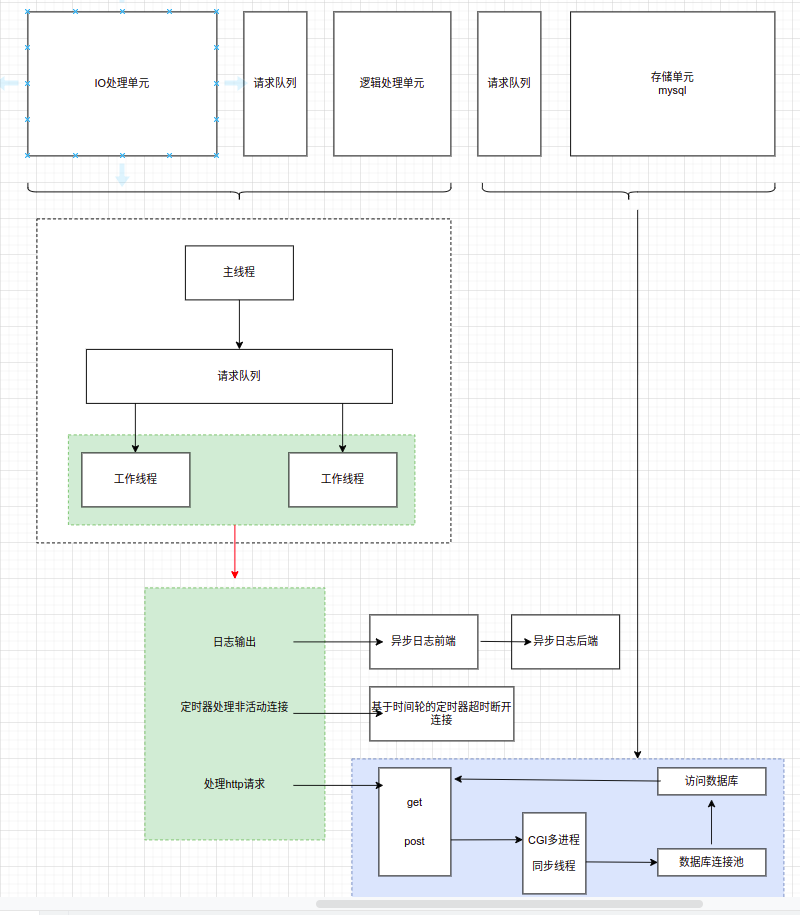 IO处理单元
请求队列
逻辑处理单元
请求队列
存储单元
mysql
主线程
请求队列
工作线程
工作线程
日志输出
异步日志前端
异步日志后端
定时器处理非活动连接
基于时间轮的定时器超时断开
连接
处理http请求
get
post
CGI多进程
同步线程
访问数据库
数据库连接池